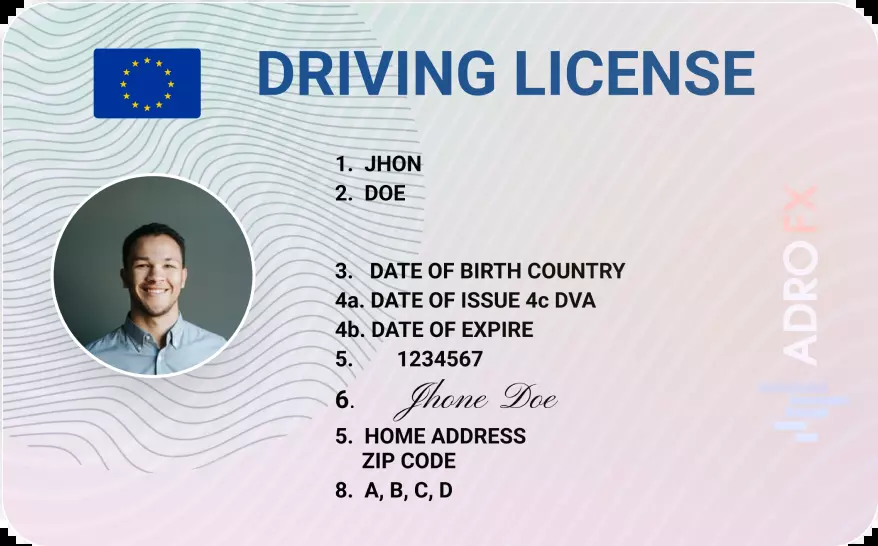 DRIVING LICENSE
1. JHON
2. DOE
3. DATE OF BIRTH COUNTRY
4a. DATE OF ISSUE 4c DVA
4b. DATE OF EXPIRE
5. 1234567
6. Jhone Doe
5. HOME ADDRESS
ZIP CODE
8. A, B, C, D
ADROFX